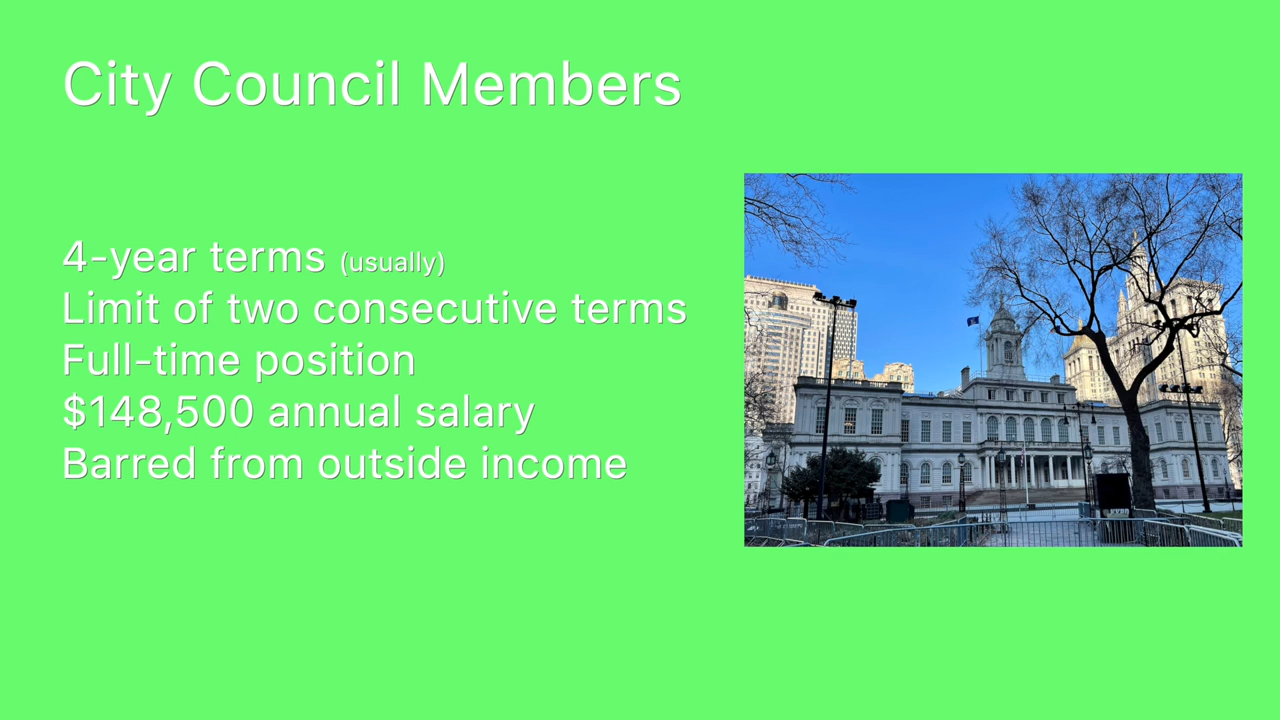 City Council Members
4-year terms (usually)
Limit of two consecutive terms
Full-time position
$148,500 annual salary
Barred from outside income